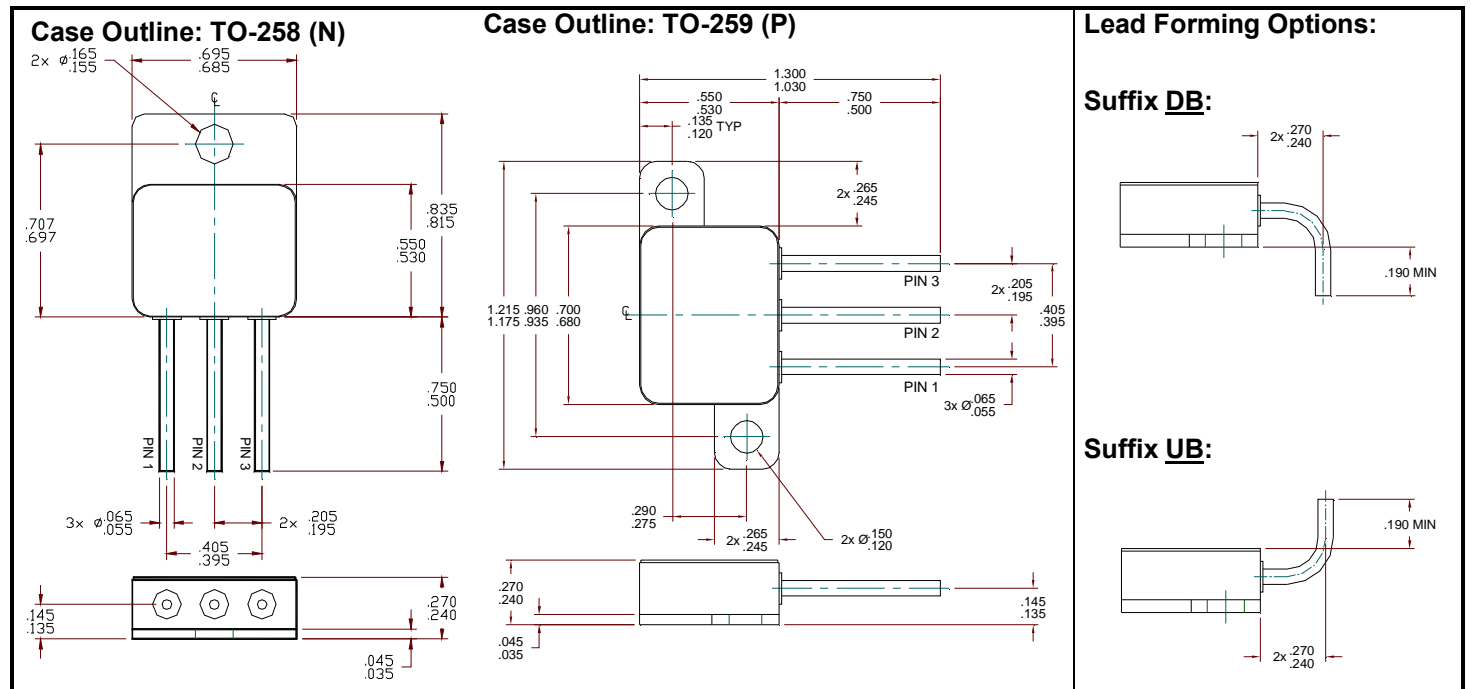 Case Outline: TO-258 (N)
2x ⌀.165
.155
.695
.685
℄
.707
.697
.835
.815
.550
.530
.750
.500
PIN 1
PIN 2
PIN 3
3x ⌀.065
.055
2x .205
.195
.405
.395
.145
.135
.270
.240
.045
.035
Case Outline: TO-259 (P)
1.300
1.030
.550
.530
.750
.500
.135
.120 TYP
2x .265
.245
PIN 3
2x .205
.195
.405
.395
1.215 .960 .700
1.175 .935 .680
℄
PIN 2
PIN 1
3x Ø.065
.055
.290
.275
2x .265
.245
2x Ø.150
.120
.270
.240
.145
.135
.045
.035
Lead Forming Options:
Suffix DB:
2x .270
.240
.190 MIN
Suffix UB:
.190 MIN
2x .270
.240